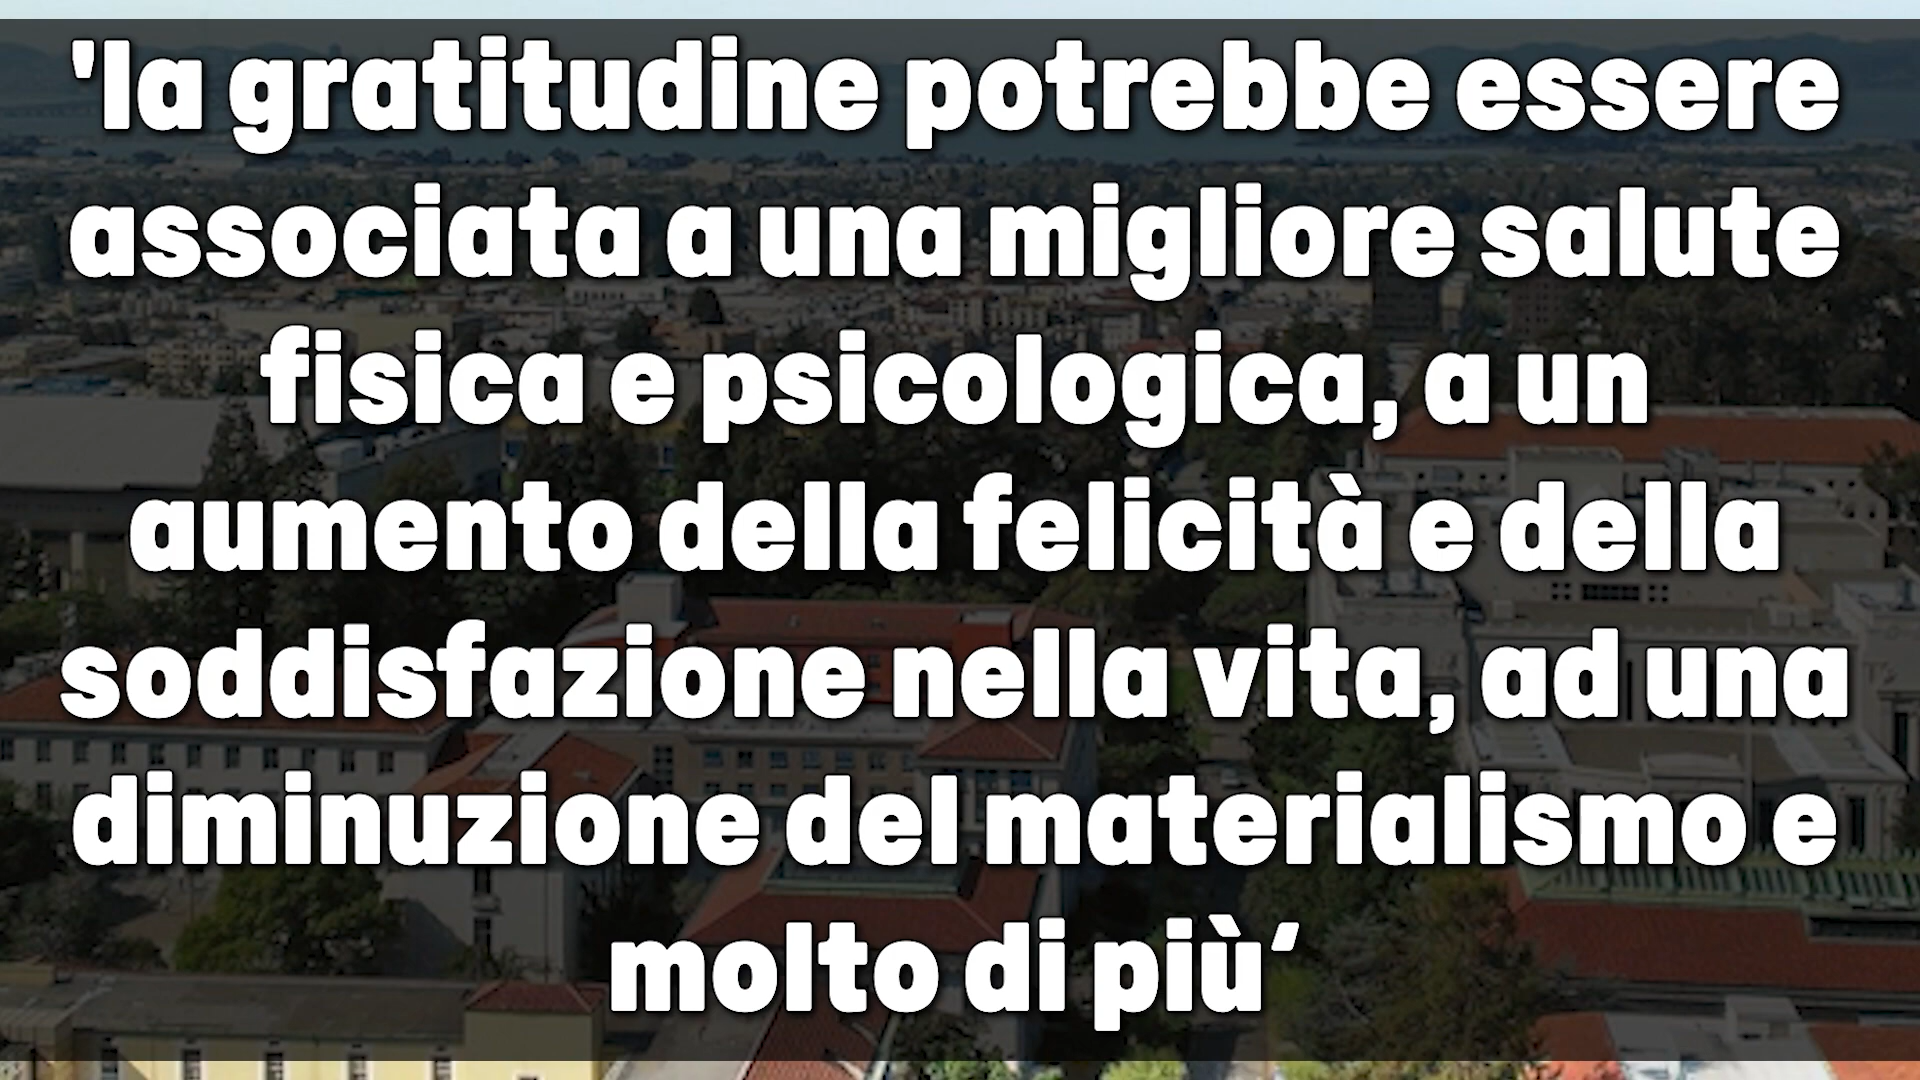 'la gratitudine potrebbe essere
associata a una migliore salute
fisica e psicologica, a un
aumento della felicità e della
soddisfazione nella vita, ad una
diminuzione del materialismo e
molto di più‘